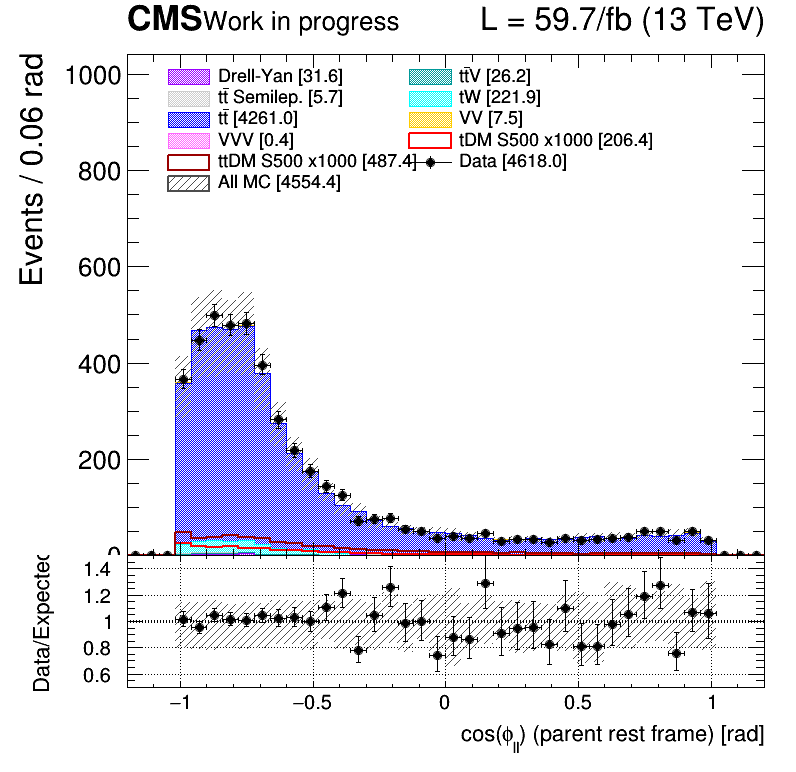 CMS Work in progress L = 59.7/fb (13 TeV)
Events / 0.06 rad
1000
800
600
400
200
0
Drell-Yan [31.6]
tt̄ Semilep. [5.7]
tt̄ [4261.0]
VVV [0.4]
ttDM S500 x1000 [487.4]
All MC [4554.4]
tt̄V [26.2]
tW [221.9]
VV [7.5]
tDM S500 x1000 [206.4]
Data [4618.0]
Data/Expected
1.4
1.2
1
0.8
0.6
−1 −0.5 0 0.5 1
cos(ϕ_ll) (parent rest frame) [rad]